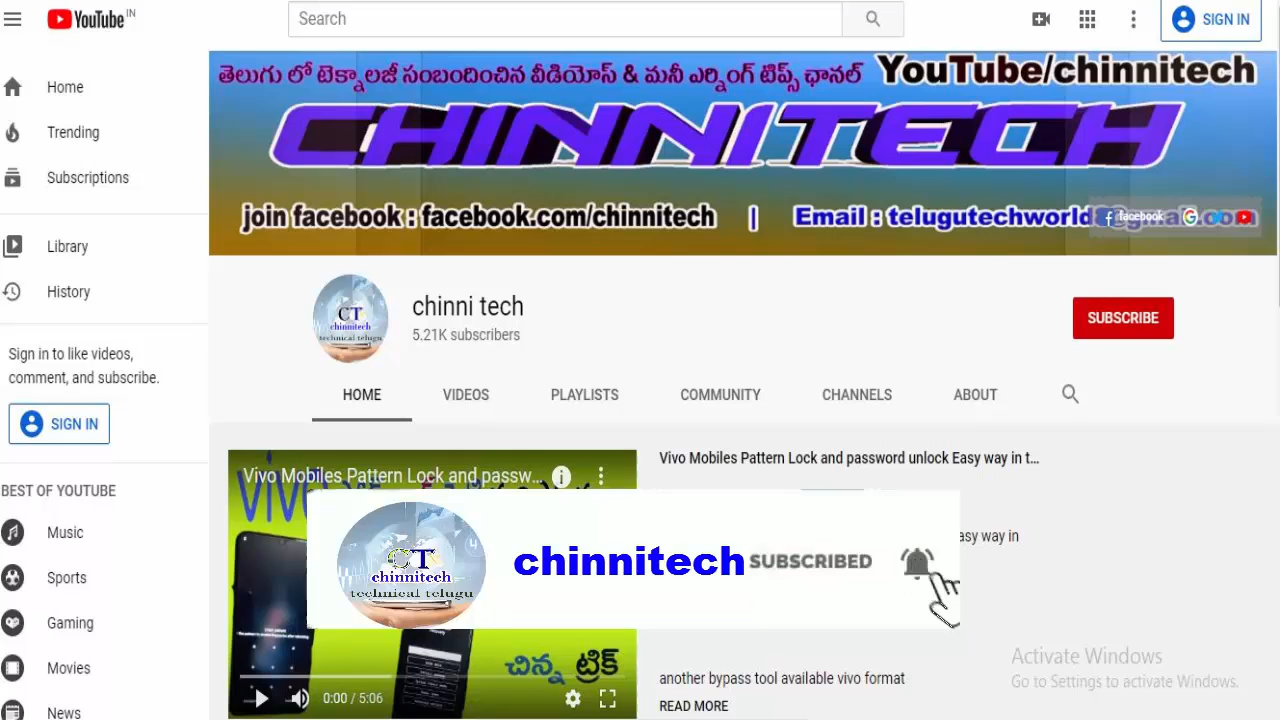 YouTube IN
Search
SIGN IN
Home
Trending
Subscriptions
Library
History
Sign in to like videos,
comment, and subscribe.
SIGN IN
BEST OF YOUTUBE
Music
Sports
Gaming
Movies
News
తెలుగు లో టెక్నాలజీ సంబందించిన వీడియోస్ & మనీ ఎర్నింగ్ టిప్స్ ఛానల్ YouTube/chinnitech
CHINNITECH
join facebook : facebook.com/chinnitech | Email : telugutechworld
facebook
CT
chinnitech
technical telugu
chinni tech
5.21K subscribers
SUBSCRIBE
HOME VIDEOS PLAYLISTS COMMUNITY CHANNELS ABOUT
Vivo Mobiles Pattern Lock and passw...
Vivo Mobiles Pattern Lock and password unlock Easy way in t...
asy way in
CT
chinnitech
technical telugu
chinnitech SUBSCRIBED
చిన్న ట్రిక్
0:00 / 5:06
another bypass tool available vivo format
READ MORE
Activate Windows
Go to Settings to activate Windows.